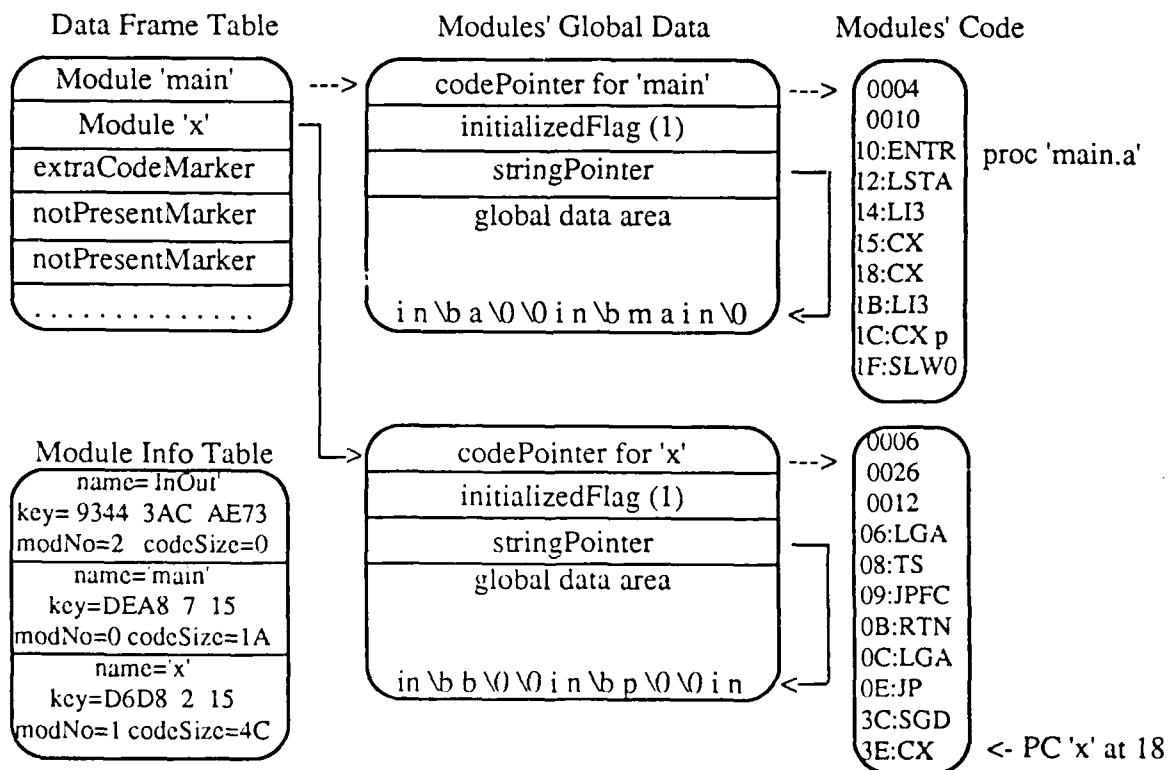 Data Frame Table
Module 'main'
Module 'x'
extraCodeMarker
notPresentMarker
notPresentMarker
. . . . . . . . . . . . . .
Modules' Global Data
--->
codePointer for 'main'
initializedFlag (1)
stringPointer
global data area
i n \b a \0 \0 i n \b m a i n \0
Modules' Code
--->
0004
0010
10:ENTR
12:LSTA
14:LI3
15:CX
18:CX
1B:LI3
1C:CX p
1F:SLW0
proc 'main.a'
Module Info Table
name= InOut'
key= 9344 3AC AE73
modNo=2 codeSize=0
name='main'
key=DEA8 7 15
modNo=0 codeSize=1A
name='x'
key=D6D8 2 15
modNo=1 codeSize=4C
codePointer for 'x'
initializedFlag (1)
stringPointer
global data area
in \b b \0 \0 i n \b p \0 \0 i n
--->
0006
0026
0012
06:LGA
08:TS
09:JPFC
0B:RTN
0C:LGA
0E:JP
3C:SGD
3E:CX
<- PC 'x' at 18